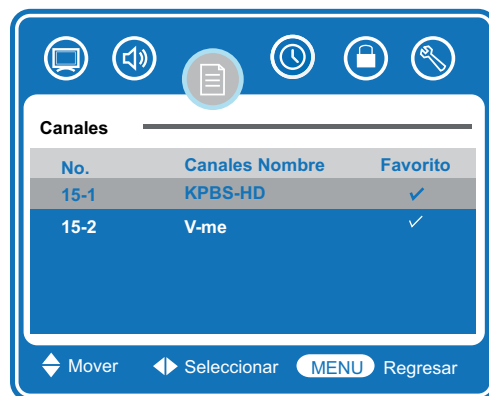 Canales
No. Canales Nombre Favorito
15-1 KPBS-HD
15-2 V-me
Mover Seleccionar MENU Regresar